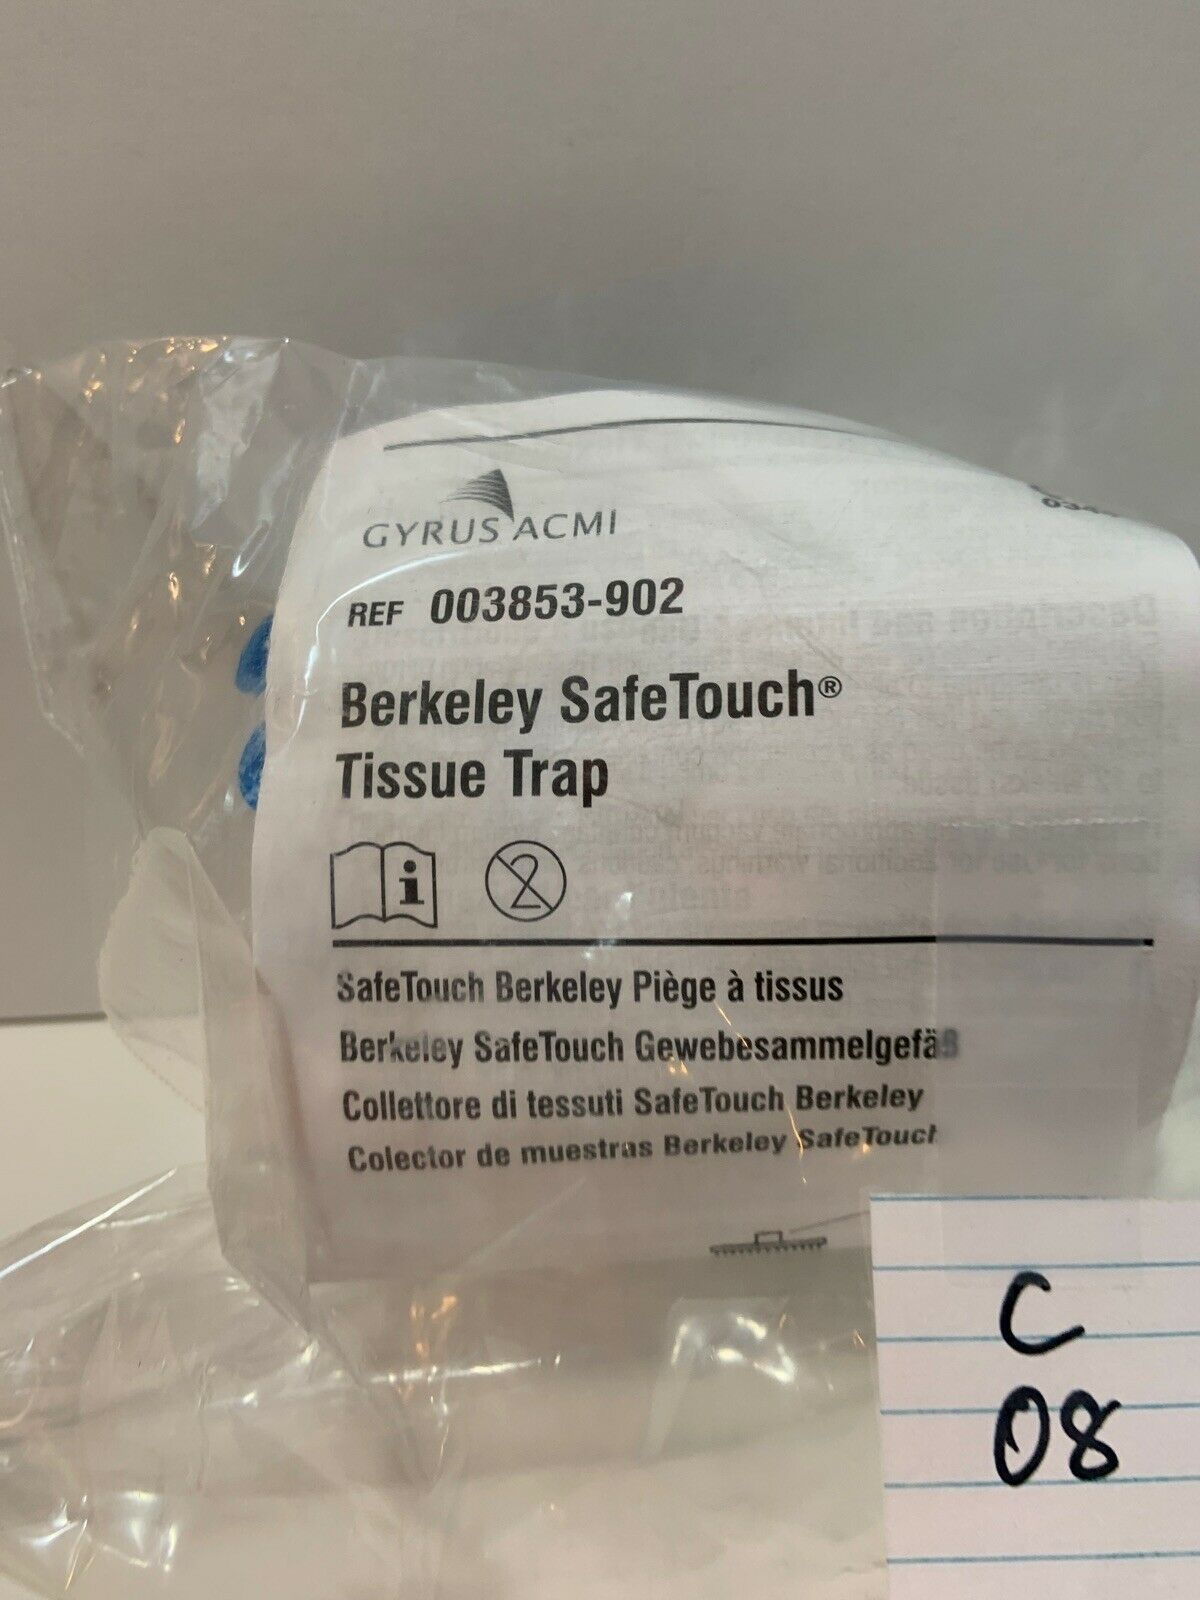 GYRUS ACMI
REF 003853-902
Berkeley SafeTouch®
Tissue Trap
i 2
SafeTouch Berkeley Piège à tissus
Berkeley SafeTouch Gewebesammelgefäß
Collettore di tessuti SafeTouch Berkeley
Colector de muestras Berkeley SafeTouch
C
08